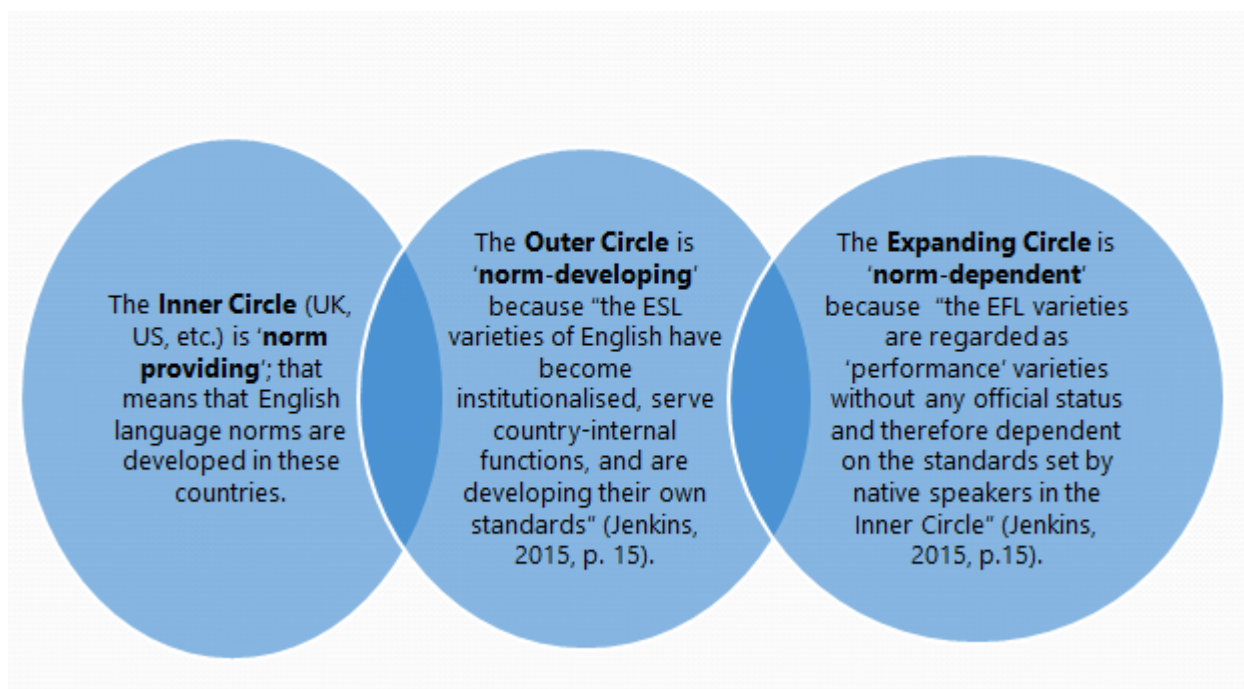 The Inner Circle (UK,
US, etc.) is ‘norm
providing’; that
means that English
language norms are
developed in these
countries.
The Outer Circle is
‘norm-developing’
because “the ESL
varieties of English have
become
institutionalised, serve
country-internal
functions, and are
developing their own
standards” (Jenkins,
2015, p. 15).
The Expanding Circle is
‘norm-dependent’
because “the EFL varieties
are regarded as
‘performance’ varieties
without any official status
and therefore dependent
on the standards set by
native speakers in the
Inner Circle” (Jenkins,
2015, p.15).